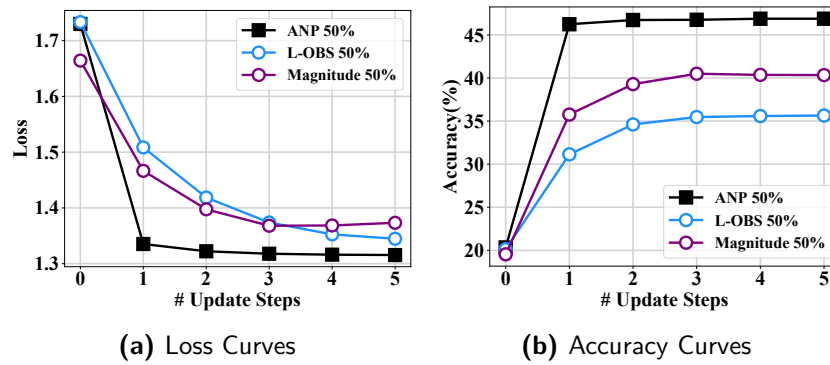 1.7
1.6
1.5
1.4
1.3
Loss
ANP 50%
L-OBS 50%
Magnitude 50%
0 1 2 3 4 5
# Update Steps
(a) Loss Curves
45
40
35
30
25
20
Accuracy(%)
ANP 50%
L-OBS 50%
Magnitude 50%
0 1 2 3 4 5
# Update Steps
(b) Accuracy Curves